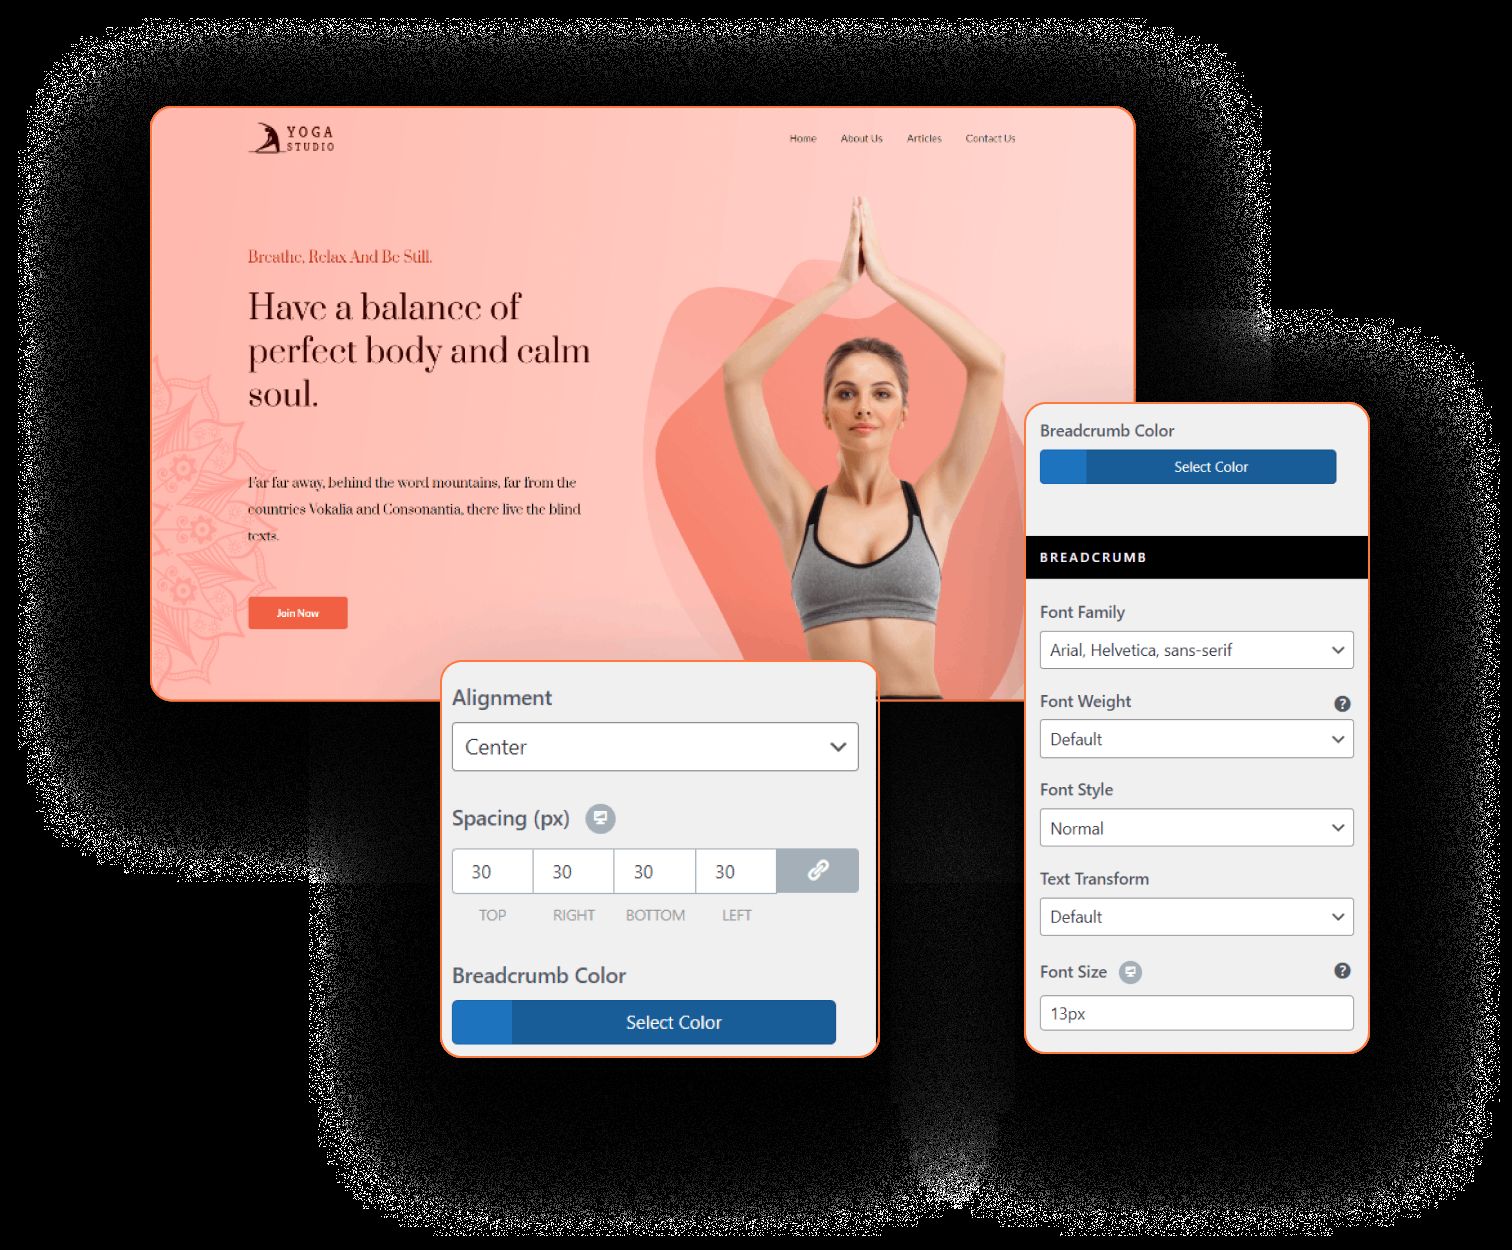 YOGA
STUDIO
Home About Us Articles Contact Us
Breathe, Relax And Be Still.
Have a balance of
perfect body and calm
soul.
Far far away, behind the word mountains, far from the
countries Vokalia and Consonantia, there live the blind
texts.
Join Now
Alignment
Center
Spacing (px)
30 30 30 30
TOP RIGHT BOTTOM LEFT
Breadcrumb Color
Select Color
Breadcrumb Color
Select Color
BREADCRUMB
Font Family
Arial, Helvetica, sans-serif
Font Weight ?
Default
Font Style
Normal
Text Transform
Default
Font Size ?
13px